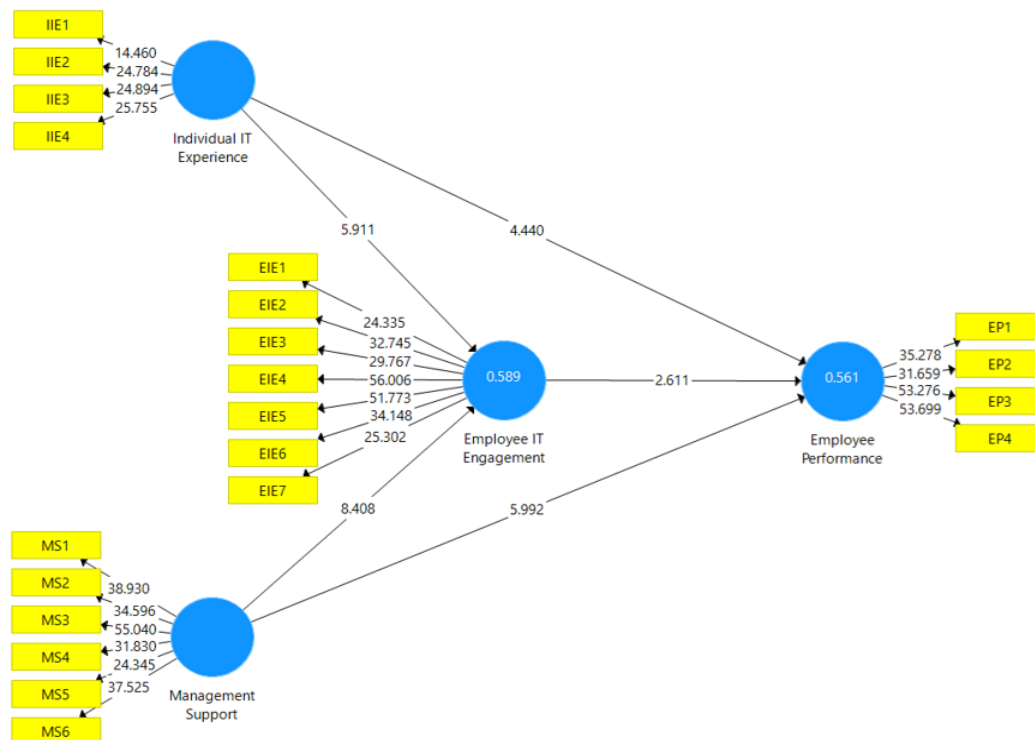 IIE1
IIE2
IIE3
IIE4
14.460
24.784
24.894
25.755
Individual IT
Experience
5.911
4.440
EIE1
EIE2
EIE3
EIE4
EIE5
EIE6
EIE7
24.335
32.745
29.767
56.006
51.773
34.148
25.302
0.589
Employee IT
Engagement
2.611
0.561
Employee
Performance
35.278
31.659
53.276
53.699
EP1
EP2
EP3
EP4
8.408
5.992
MS1
MS2
MS3
MS4
MS5
MS6
38.930
34.596
55.040
31.830
24.345
37.525
Management
Support